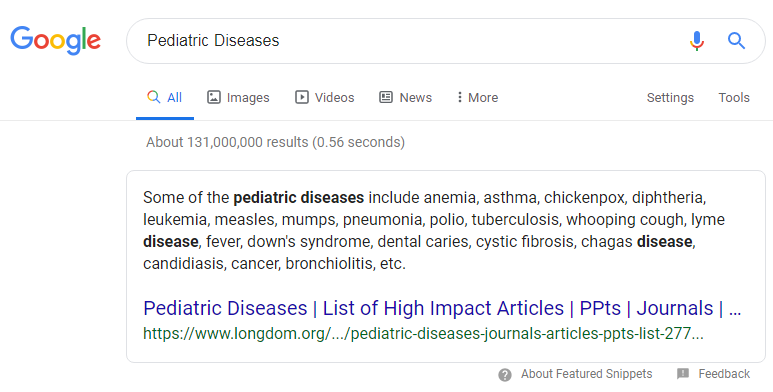 Google
Pediatric Diseases
All Images Videos News More Settings Tools
About 131,000,000 results (0.56 seconds)
Some of the pediatric diseases include anemia, asthma, chickenpox, diphtheria,
leukemia, measles, mumps, pneumonia, polio, tuberculosis, whooping cough, lyme
disease, fever, down's syndrome, dental caries, cystic fibrosis, chagas disease,
candidiasis, cancer, bronchiolitis, etc.
Pediatric Diseases | List of High Impact Articles | PPts | Journals | ...
https://www.longdom.org/.../pediatric-diseases-journals-articles-ppts-list-277...
About Featured Snippets Feedback